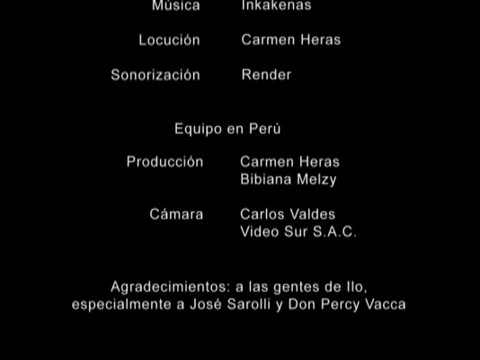 Música Inkakenas
Locución Carmen Heras
Sonorización Render
Equipo en Perú
Producción Carmen Heras
Bibiana Melzy
Cámara Carlos Valdes
Video Sur S.A.C.
Agradecimientos: a las gentes de Ilo,
especialmente a José Sarolli y Don Percy Vacca